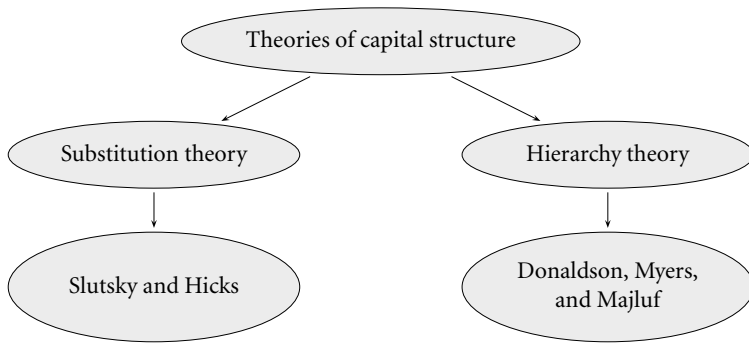 Theories of capital structure
Substitution theory
Hierarchy theory
Slutsky and Hicks
Donaldson, Myers,
and Majluf